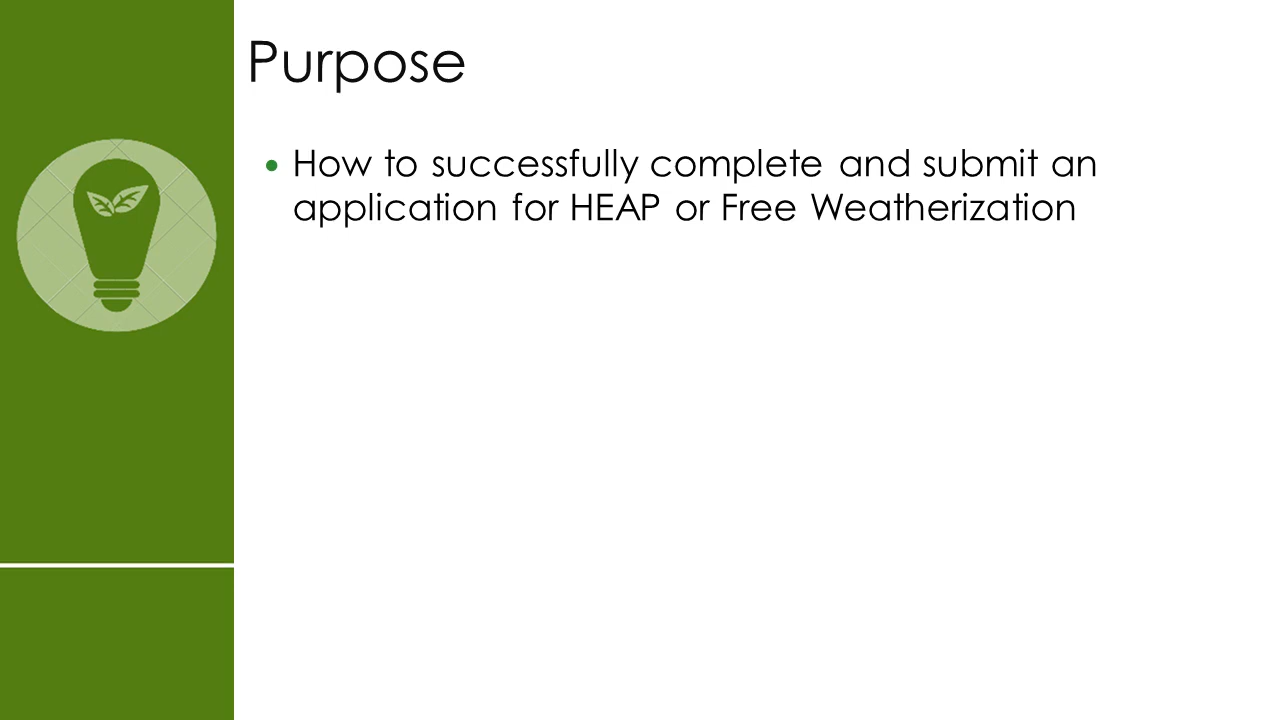 Purpose
• How to successfully complete and submit an
application for HEAP or Free Weatherization